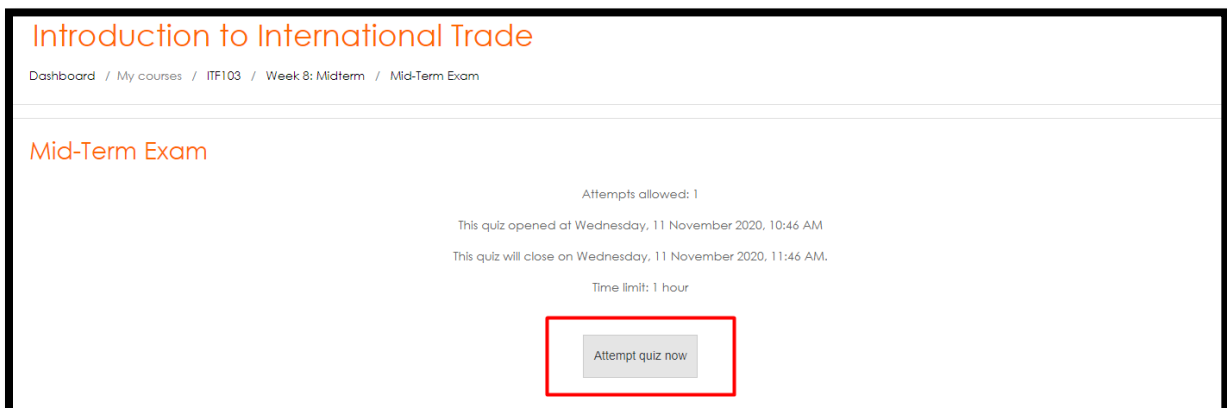 Introduction to International Trade
Dashboard / My courses / ITF103 / Week 8: Midterm / Mid-Term Exam
Mid-Term Exam
Attempts allowed: 1
This quiz opened at Wednesday, 11 November 2020, 10:46 AM
This quiz will close on Wednesday, 11 November 2020, 11:46 AM.
Time limit: 1 hour
Attempt quiz now